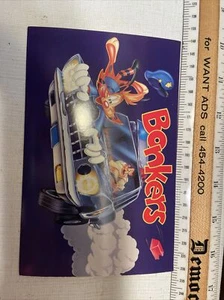 Bonkers
for WANT ADS call 454-4200
Democ